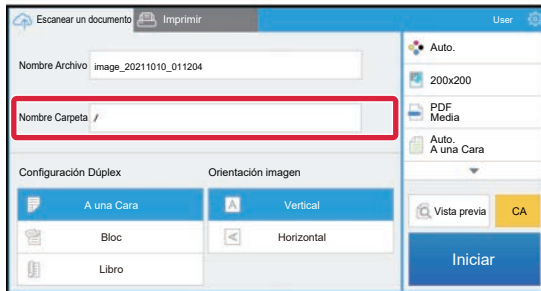 Escanear un documento Imprimir User
Nombre Archivo image_20211010_011204
Nombre Carpeta /
Configuración Dúplex Orientación imagen
A una Cara Vertical
Bloc Horizontal
Libro
Auto.
200x200
PDF
Media
Auto.
A una Cara
Vista previa CA
Iniciar